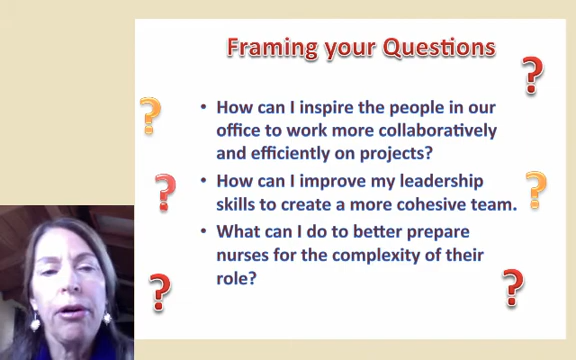 Framing your Questions
• How can I inspire the people in our
office to work more collaboratively
and efficiently on projects?
• How can I improve my leadership
skills to create a more cohesive team.
• What can I do to better prepare
nurses for the complexity of their
role?
?
?
?
?
?
?